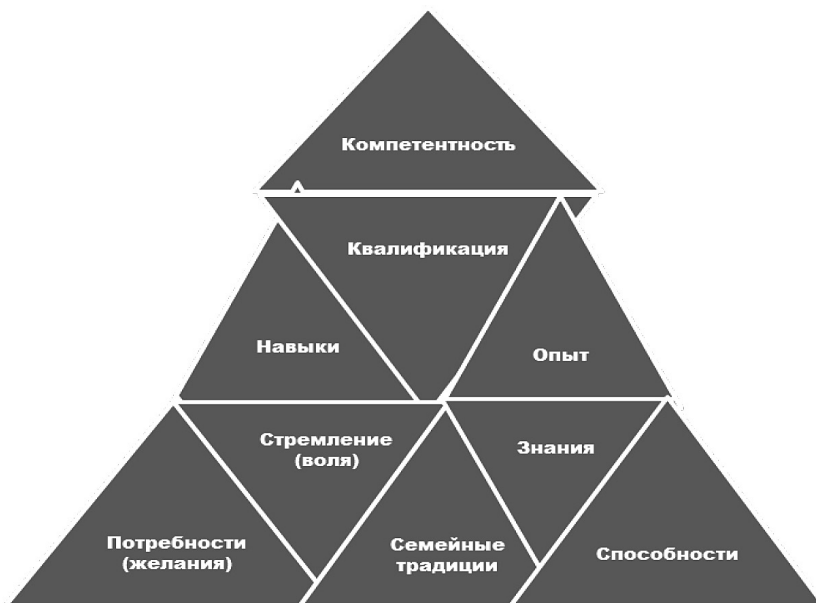 Компетентность
Квалификация
Навыки
Опыт
Стремление
(воля)
Знания
Потребности
(желания)
Семейные
традиции
Способности